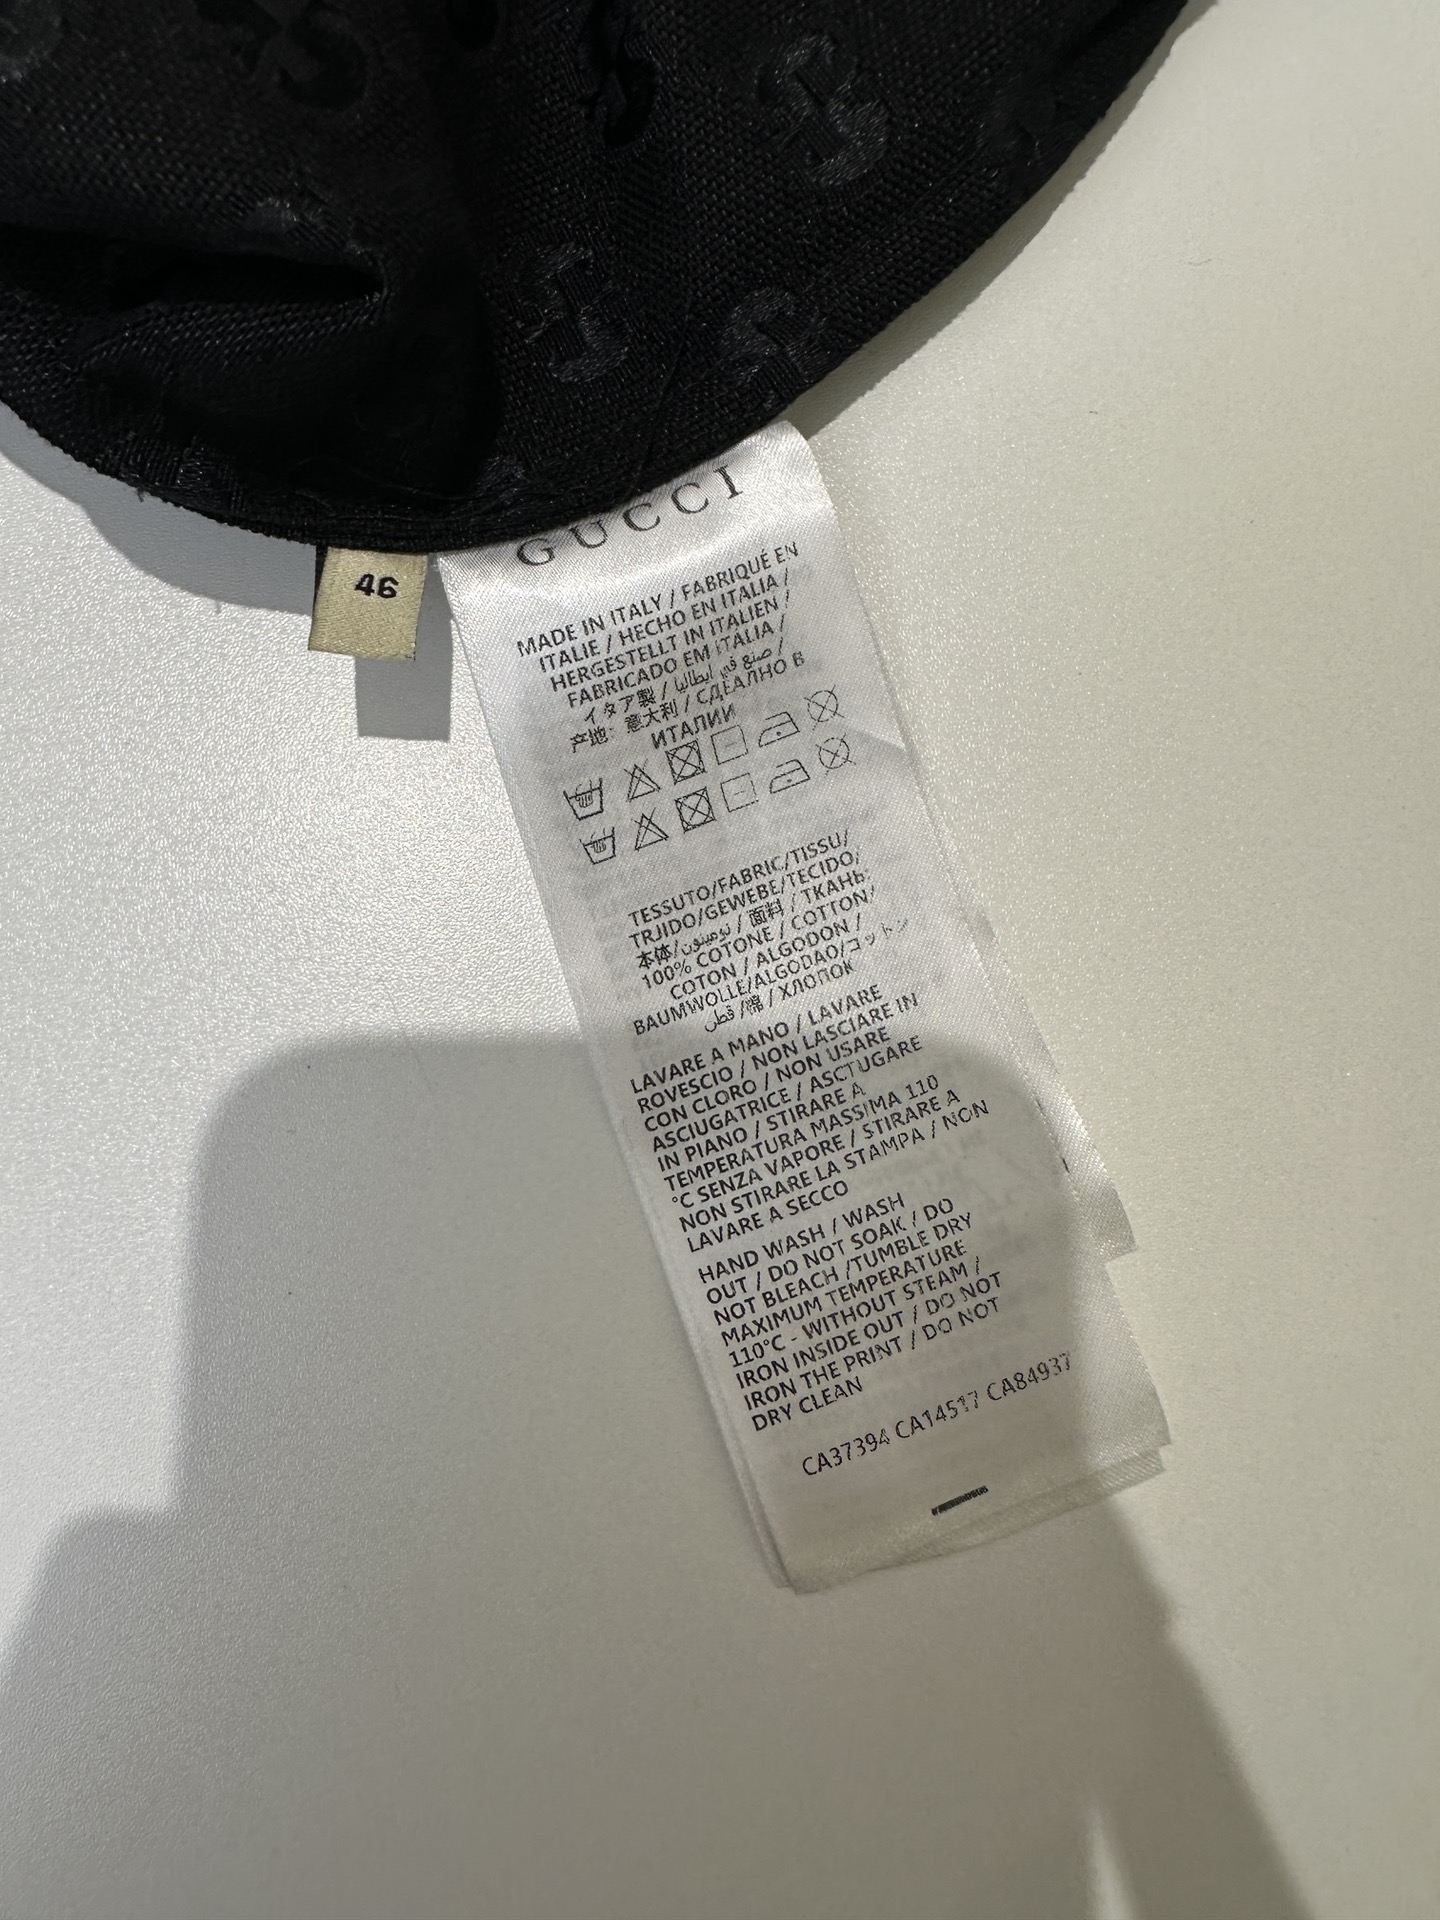 GUCCI
46
MADE IN ITALY / FABRIQUÉ EN
ITALIE / HECHO EN ITALIA /
HERGESTELLT IN ITALIEN /
FABRICADO EM ITALIA /
イタア製 / صنع في ايطاليا /
产地: 意大利 / СДЕАЛНО В
ИТАПИИ
TESSUTO/FABRIC/TISSU/
TRJIDO/GEWEBE/TECIDO/
本体/تومينون / 面料 / ТКАНЬ:
100% COTONE / COTTON/
COTON / ALGODON /
BAUMWOLLE/ALGODAO/コットン
قطن /棉 / ХЛОПОК
LAVARE A MANO / LAVARE
ROVESCIO / NON LASCIARE IN
CON CLORO / NON USARE
ASCIUGATRICE / ASCTUGARE
IN PIANO / STIRARE A
TEMPERATURA MASSIMA 110
°C SENZA VAPORE / STIRARE A
NON STIRARE LA STAMPA / NON
LAVARE A SECCO
HAND WASH / WASH
OUT / DO NOT SOAK / DO
NOT BLEACH /TUMBLE DRY
MAXIMUM TEMPERATURE
110°C - WITHOUT STEAM /
IRON INSIDE OUT / DO NOT
IRON THE PRINT / DO NOT
DRY CLEAN
CA37394 CA14517 CA84937